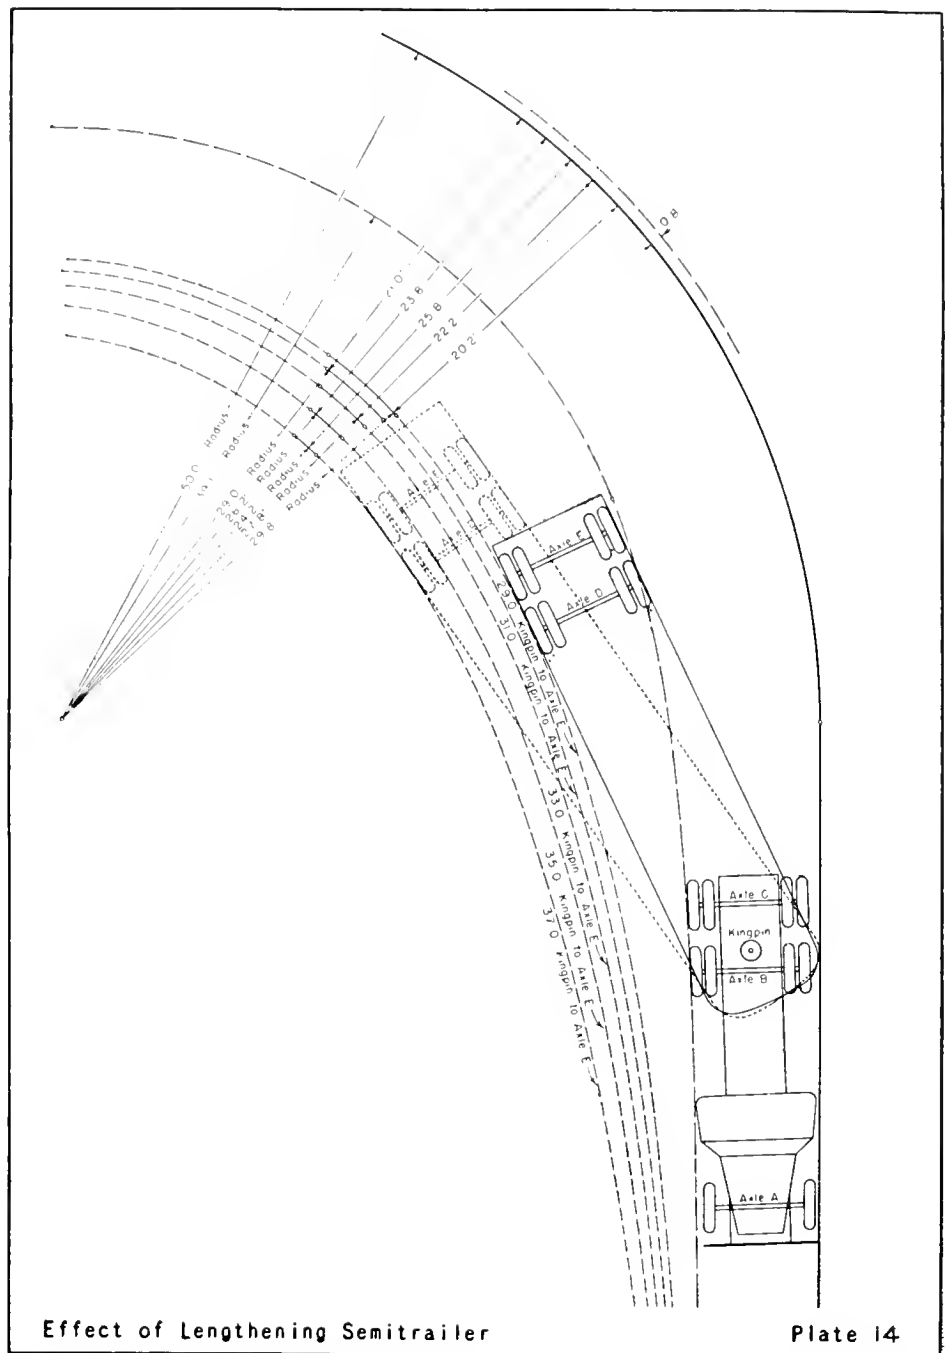 0.8
23.8
25.8
22.2
20.2'
Radius
Radius
Radius
Radius
Radius
Radius
Radius
Axle E
Axle D
29.0 Kingpin to Axle E
31.0 Kingpin to Axle E
33.0 Kingpin to Axle E
35.0 Kingpin to Axle E
37.0 Kingpin to Axle E
Axle C
Kingpin
Axle B
Axle A
Effect of Lengthening Semitrailer
Plate 14